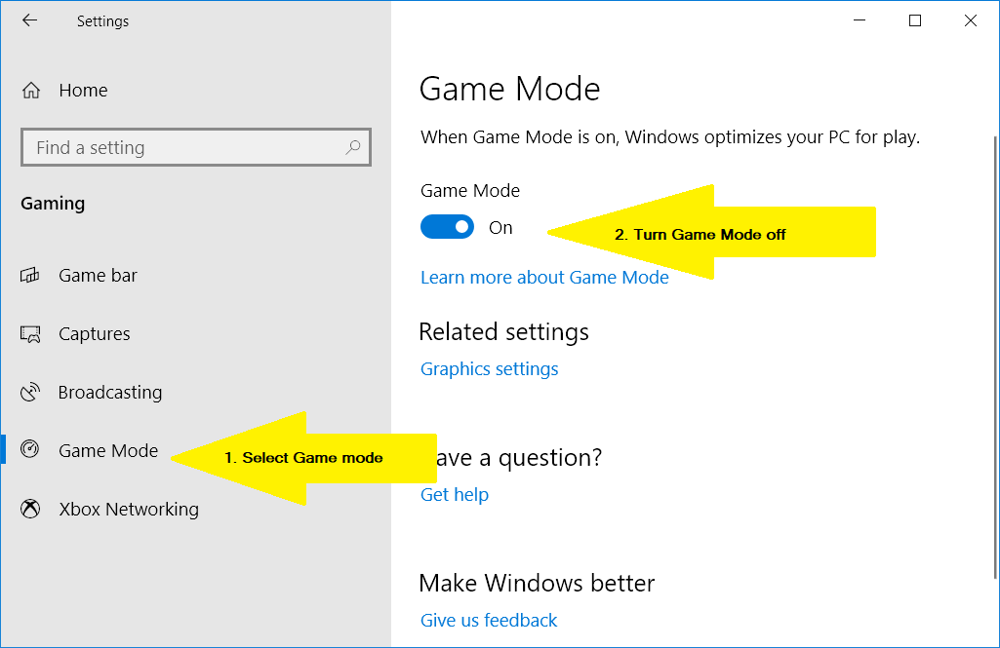 Settings
Home
Find a setting
Gaming
Game bar
Captures
Broadcasting
Game Mode
Xbox Networking
1. Select Game mode
Game Mode
When Game Mode is on, Windows optimizes your PC for play.
Game Mode
On
2. Turn Game Mode off
Learn more about Game Mode
Related settings
Graphics settings
ave a question?
Get help
Make Windows better
Give us feedback